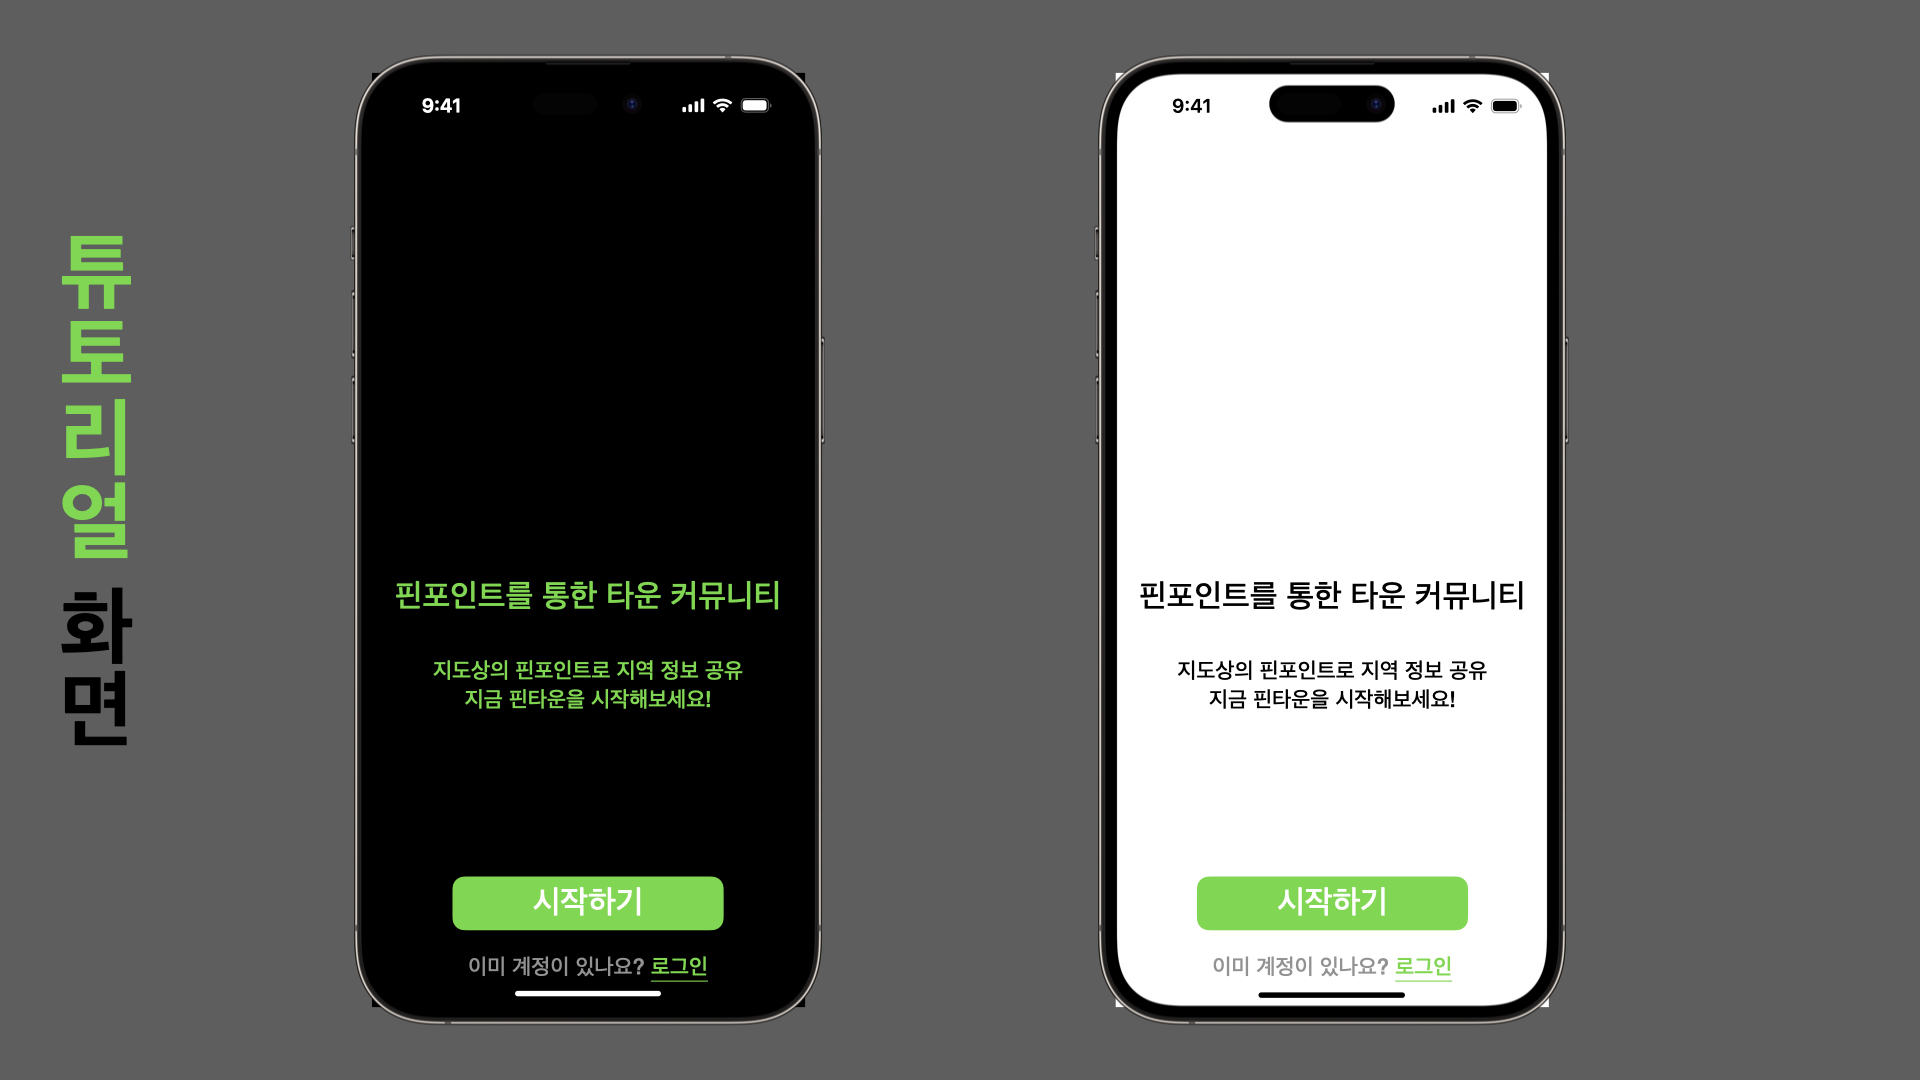 튜토리얼 화면
9:41
핀포인트를 통한 타운 커뮤니티
지도상의 핀포인트로 지역 정보 공유
지금 핀타운을 시작해보세요!
시작하기
이미 계정이 있나요? 로그인
9:41
핀포인트를 통한 타운 커뮤니티
지도상의 핀포인트로 지역 정보 공유
지금 핀타운을 시작해보세요!
시작하기
이미 계정이 있나요? 로그인